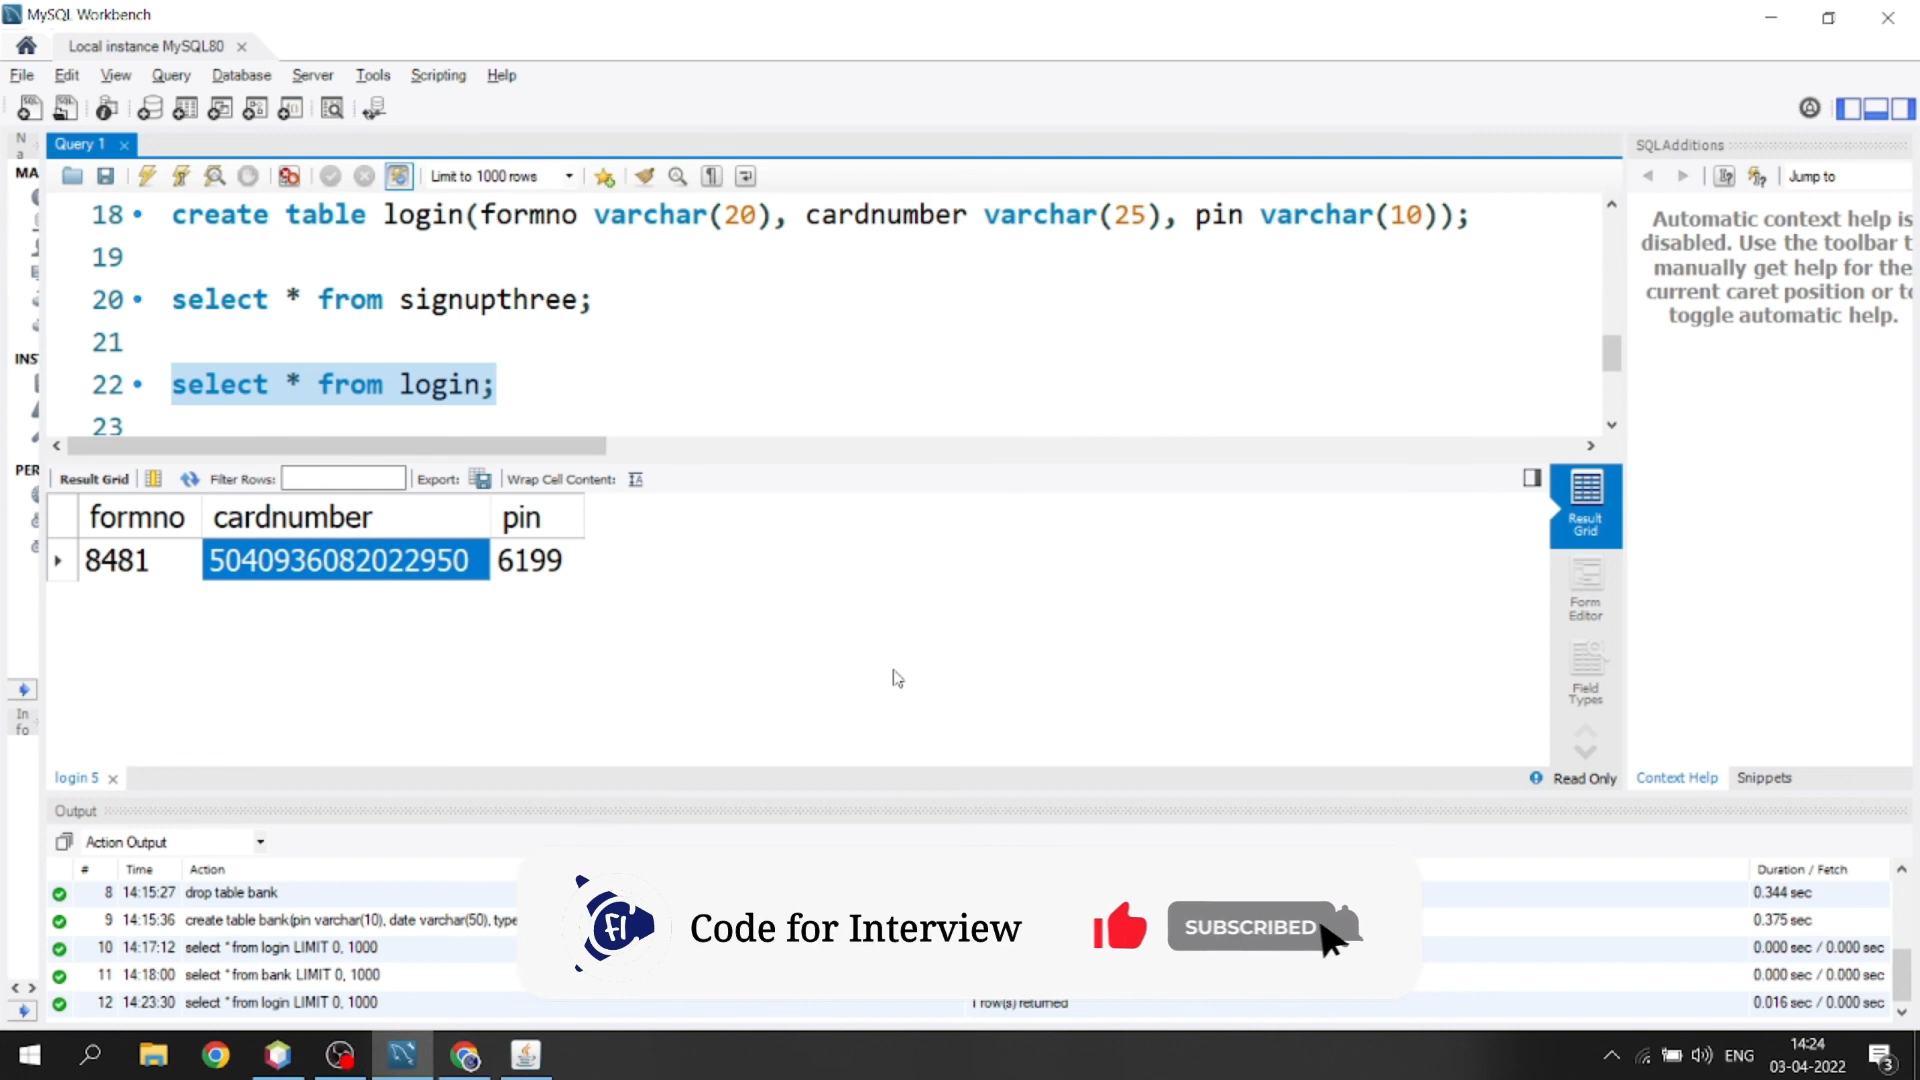 MySQL Workbench
Local instance MySQL80
File Edit View Query Database Server Tools Scripting Help
Query 1
SQLAdditions
Limit to 1000 rows
Jump to
18 create table login(formno varchar(20), cardnumber varchar(25), pin varchar(10));
19
20 select * from signupthree;
21
22 select * from login;
23
Automatic context help is
disabled. Use the toolbar t
manually get help for the
current caret position or to
toggle automatic help.
N
a
MA
INS
PER
In
fo
Result Grid Filter Rows: Export: Wrap Cell Content:
formno cardnumber pin
8481 5040936082022950 6199
Result
Grid
Form
Editor
Field
Types
login 5
Read Only
Context Help Snippets
Output
Action Output
# Time Action Duration / Fetch
8 14:15:27 drop table bank 0.344 sec
9 14:15:36 create table bank(pin varchar(10), date varchar(50), type 0.375 sec
10 14:17:12 select * from login LIMIT 0, 1000 0.000 sec / 0.000 sec
11 14:18:00 select * from bank LIMIT 0, 1000 0.000 sec / 0.000 sec
12 14:23:30 select * from login LIMIT 0, 1000 1 row(s) returned 0.016 sec / 0.000 sec
Code for Interview
SUBSCRIBED
ENG
14:24
03-04-2022
3